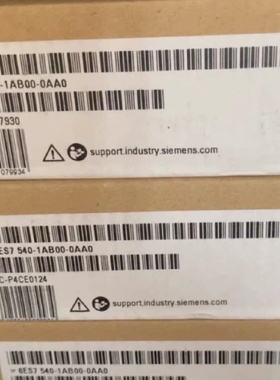 -1AB00-0AA0
7930
079934
support.industry.siemens.com
6ES7 540-1AB00-0AA0
C-P4CE0124
support.industry.siemens.com
6ES7 540-1AB00-0AA0